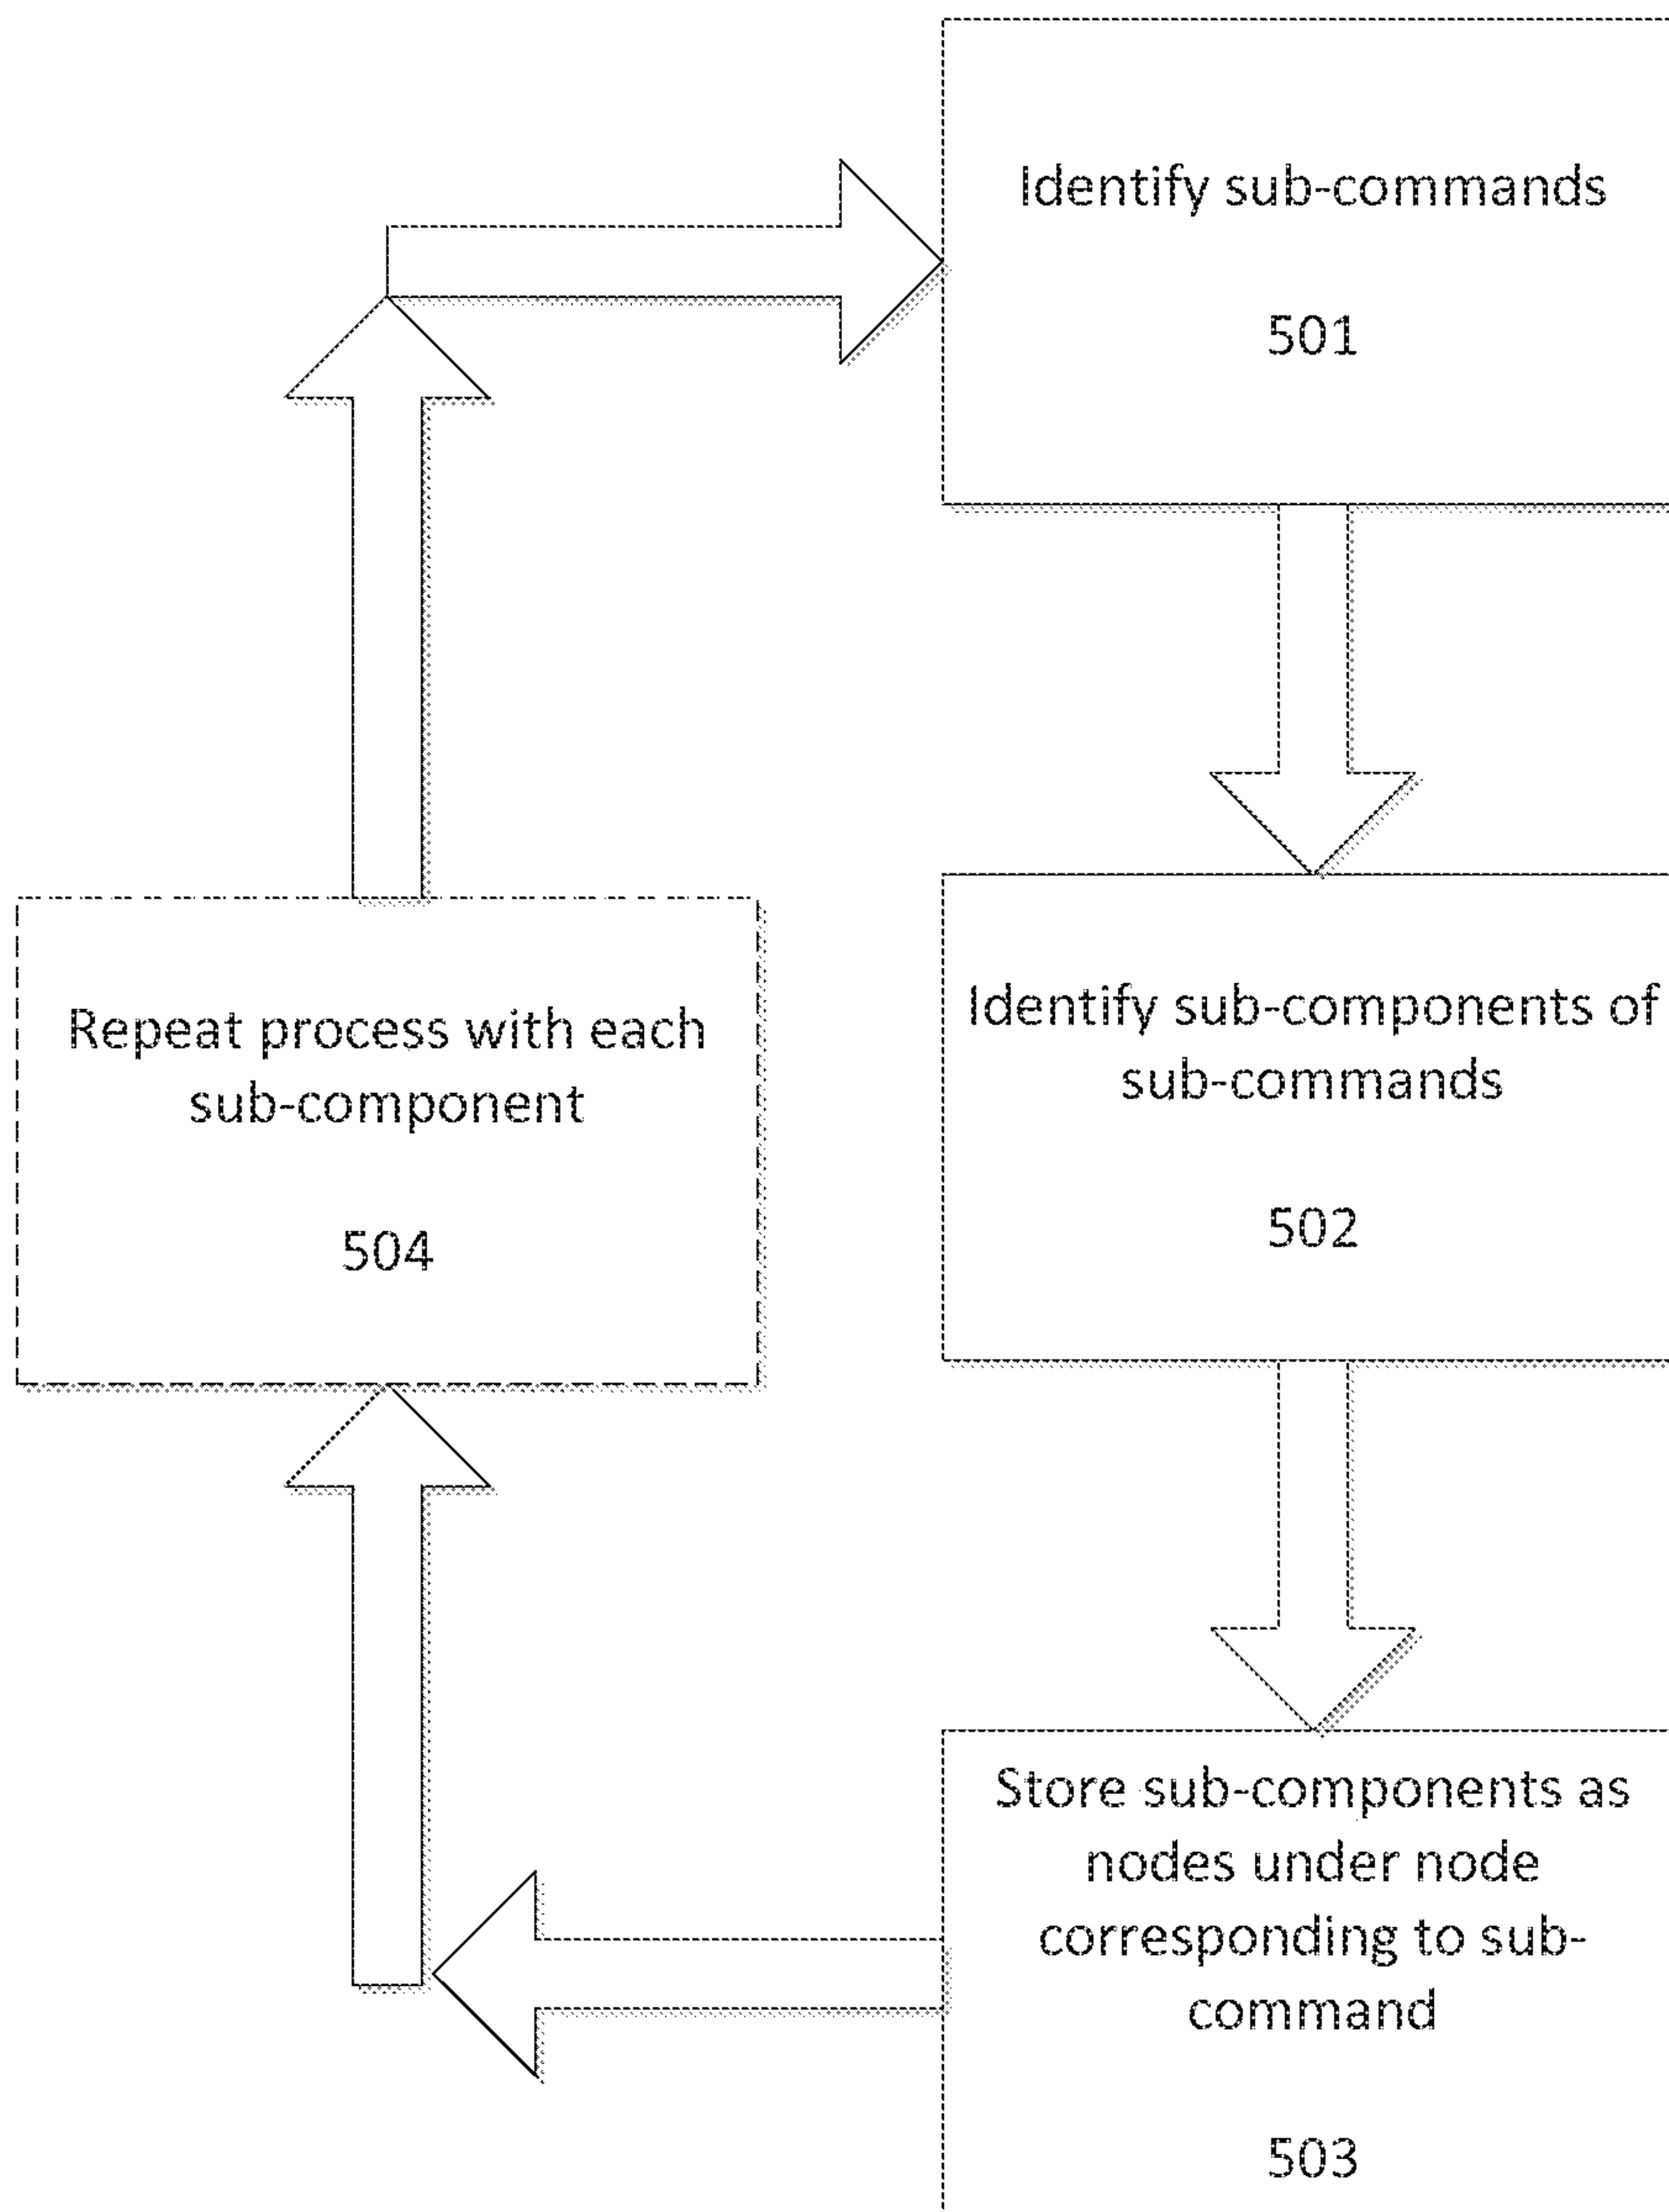 Identify sub-commands
501
Identify sub-components of
sub-commands
502
Repeat process with each
sub-component
504
Store sub-components as
nodes under node
corresponding to sub-
command
503